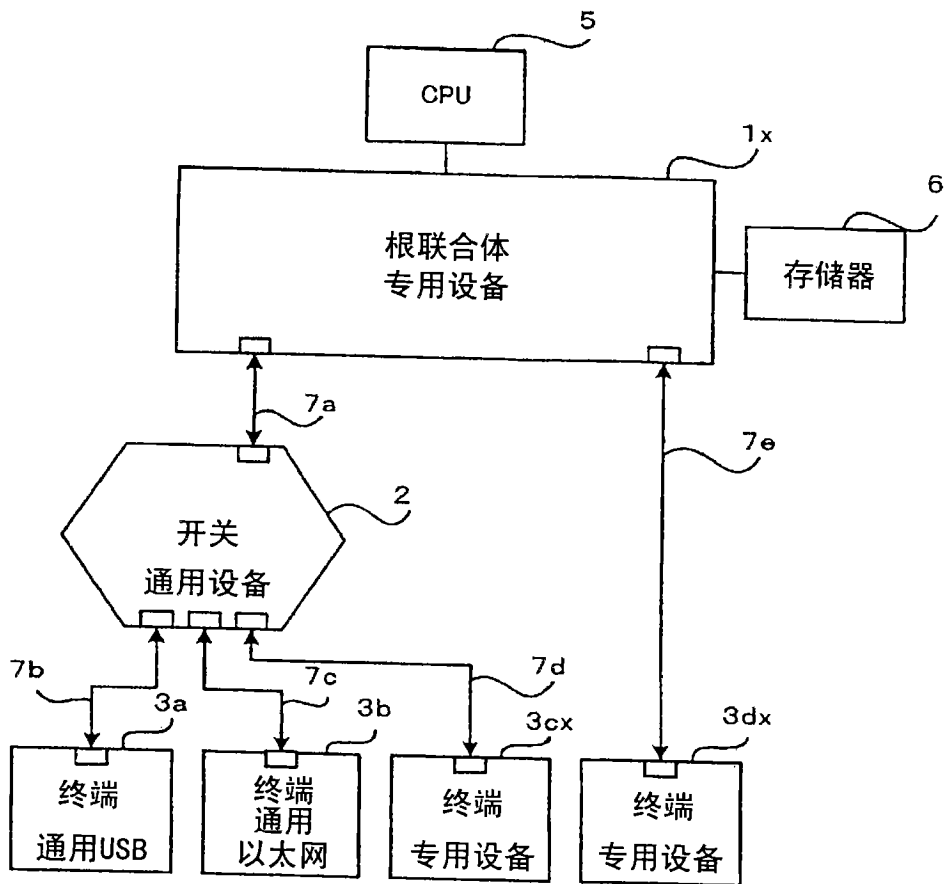 5
CPU
1x
6
根联合体
专用设备
存储器
7a
7e
2
开关
通用设备
7b
7c
7d
3a
3b
3cx
3dx
终端
通用USB
终端
通用
以太网
终端
专用设备
终端
专用设备